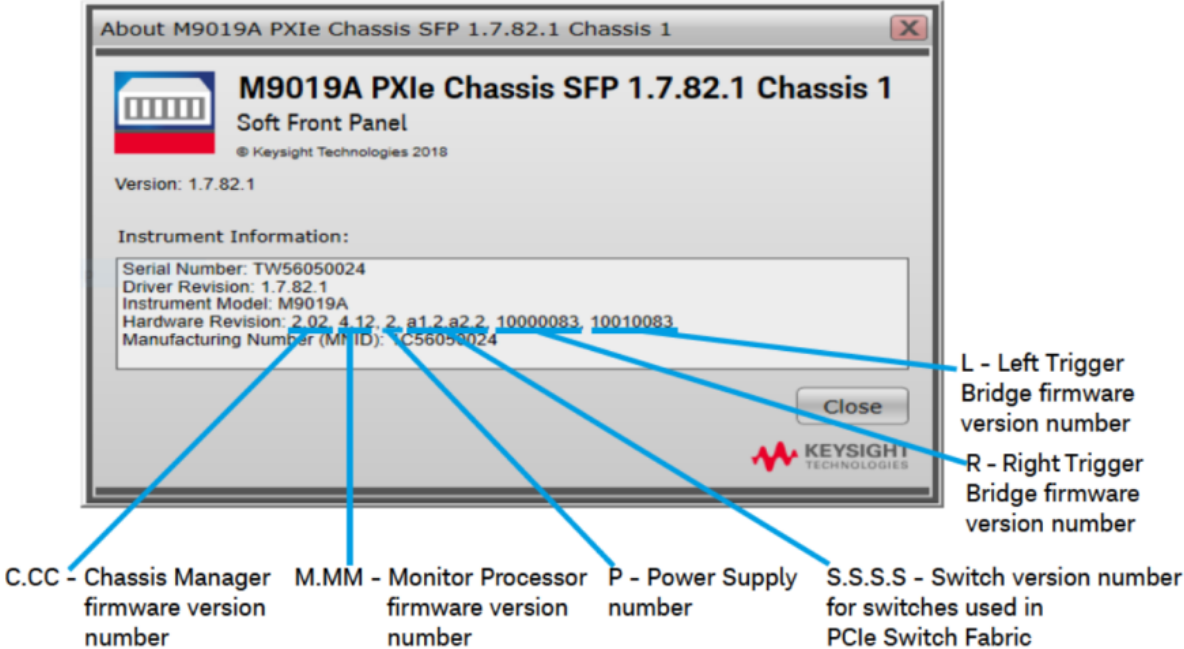 About M9019A PXIe Chassis SFP 1.7.82.1 Chassis 1
M9019A PXIe Chassis SFP 1.7.82.1 Chassis 1
Soft Front Panel
© Keysight Technologies 2018
Version: 1.7.82.1
Instrument Information:
Serial Number: TW56050024
Driver Revision: 1.7.82.1
Instrument Model: M9019A
Hardware Revision: 2.02, 4.12, 2, a1.2.a2.2, 10000083, 10010083,
Manufacturing Number (MNID): 1C56050024
Close
KEYSIGHT
TECHNOLOGIES
L - Left Trigger
Bridge firmware
version number
R - Right Trigger
Bridge firmware
version number
C.CC - Chassis Manager
firmware version
number
M.MM - Monitor Processor
firmware version
number
P - Power Supply
number
S.S.S.S - Switch version number
for switches used in
PCIe Switch Fabric